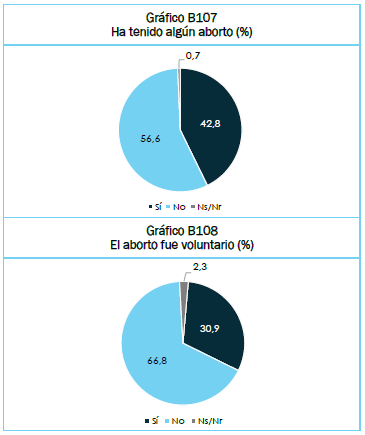 Gráfico B107
Ha tenido algún aborto (%)
0,7
42,8
56,6
Sí No Ns/Nr
Gráfico B108
El aborto fue voluntario (%)
2,3
30,9
66,8
Sí No Ns/Nr